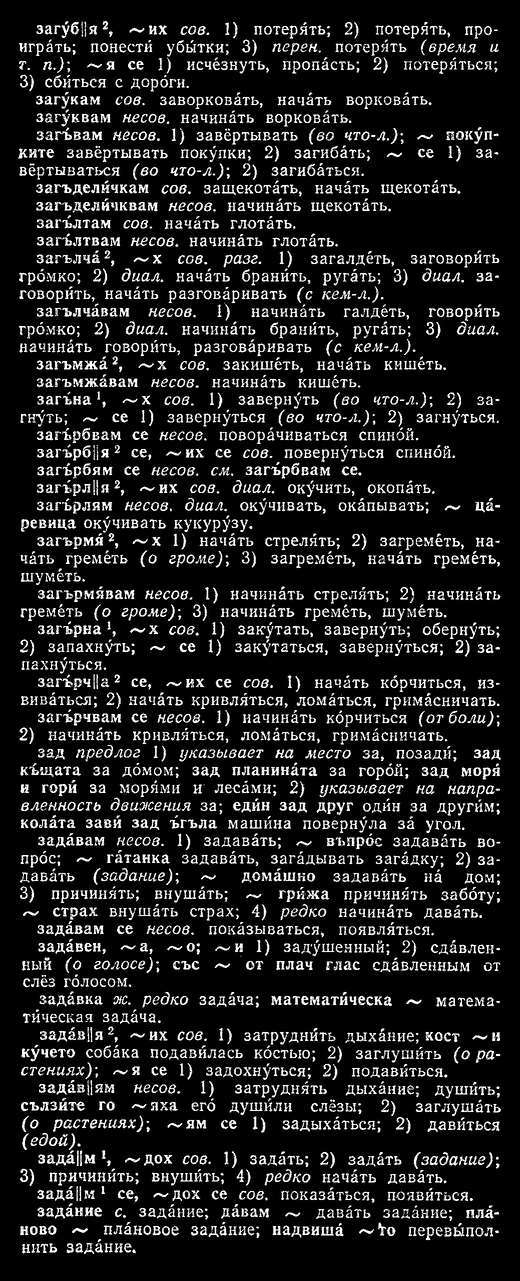 загу́б||я², ~их сов. 1) потеря́ть; 2) потеря́ть, про-
игра́ть; понести́ убы́тки; 3) перен. потеря́ть (время и
т. п.); ~я се 1) исче́знуть, пропа́сть; 2) потеря́ться;
3) сби́ться с доро́ги.
загу́кам сов. заворкова́ть, нача́ть воркова́ть.
загу́квам несов. начина́ть воркова́ть.
загъ́вам несов. 1) завёртывать (во что-л.); ~ поку́п-
ките завёртывать поку́пки; 2) загиба́ть; ~ се 1) за-
вёртываться (во что-л.); 2) загиба́ться.
загъдели́чкам сов. защекота́ть, нача́ть щекота́ть.
загъдели́чквам несов. начина́ть щекота́ть.
загъ́лтам сов. нача́ть глота́ть.
загъ́лтвам несов. начина́ть глота́ть.
загълча́², ~х сов. разг. 1) загалде́ть, заговори́ть
гро́мко; 2) диал. нача́ть брани́ть, руга́ть; 3) диал. за-
говори́ть, нача́ть разгова́ривать (с кем-л.).
загълча́вам несов. 1) начина́ть галде́ть, говори́ть
гро́мко; 2) диал. начина́ть брани́ть, руга́ть; 3) диал.
начина́ть говори́ть, разгова́ривать (с кем-л.).
загъмжа́², ~х сов. закише́ть, нача́ть кише́ть.
загъмжа́вам несов. начина́ть кише́ть.
загъ́на¹, ~х сов. 1) заверну́ть (во что-л.); 2) за-
гну́ть; ~ се 1) заверну́ться (во что-л.); 2) загну́ться.
загъ́рбвам се несов. повора́чиваться спино́й.
загъ́рб||я² се, ~их се сов. поверну́ться спино́й.
загъ́рбям се несов. см. загъ́рбвам се.
загъ́рл||я², ~их сов. диал. оку́чить, окопа́ть.
загъ́рлям несов. диал. оку́чивать, ока́пывать; ~ ца́-
ревица оку́чивать кукуру́зу.
загърмя́², ~х 1) нача́ть стреля́ть; 2) загреме́ть, на-
ча́ть греме́ть (о громе); 3) загреме́ть, нача́ть греме́ть,
шуме́ть.
загърмя́вам несов. 1) начина́ть стреля́ть; 2) начина́ть
греме́ть (о громе); 3) начина́ть греме́ть, шуме́ть.
загъ́рна¹, ~х сов. 1) заку́тать, заверну́ть; оберну́ть;
2) запахну́ть; ~ се 1) заку́таться, заверну́ться; 2) за-
пахну́ться.
загъ́рч||а² се, ~их се сов. 1) нача́ть ко́рчиться, из-
вива́ться; 2) нача́ть кривля́ться, лома́ться, грима́сничать.
загъ́рчвам се несов. 1) начина́ть ко́рчиться (от боли);
2) начина́ть кривля́ться, лома́ться, грима́сничать.
зад предлог 1) указывает на место за, позади́; зад
къ́щата за до́мом; зад планина́та за горо́й; зад моря́
и гори́ за моря́ми и леса́ми; 2) указывает на напра-
вленность движения за; еди́н зад друг оди́н за други́м;
кола́та зави́ зад ъ́гъла маши́на поверну́ла за́ угол.
зада́вам несов. 1) задава́ть; ~ въпро́с задава́ть во-
про́с; ~ га́танка задава́ть, зага́дывать зага́дку; 2) за-
дава́ть (задание); ~ дома́шно задава́ть на́ дом;
3) причиня́ть; внуша́ть; ~ гри́жа причиня́ть забо́ту;
~ страх внуша́ть страх; 4) редко начина́ть дава́ть.
зада́вам се несов. пока́зываться, появля́ться.
зада́вен, ~а, ~о; ~и 1) заду́шенный; 2) сда́влен-
ный (о голосе); със ~ от плач глас сда́вленным от
слёз го́лосом.
зада́вка ж. редко зада́ча; математи́ческа ~ матема-
ти́ческая зада́ча.
зада́в||я², ~их сов. 1) затрудни́ть дыха́ние; кост ~и
ку́чето соба́ка подави́лась ко́стью; 2) заглуши́ть (о ра-
стениях); ~я се 1) задохну́ться; 2) подави́ться.
зада́в||ям несов. 1) затрудня́ть дыха́ние; души́ть;
сълзи́те го ~яха его́ души́ли слёзы; 2) заглуша́ть
(о растениях); ~ям се 1) задыха́ться; 2) дави́ться
(едой).
зада́||м¹, ~дох сов. 1) зада́ть; 2) зада́ть (задание);
3) причини́ть; внуши́ть; 4) редко нача́ть дава́ть.
зада́||м¹ се, ~дох се сов. показа́ться, появи́ться.
зада́ние с. зада́ние; да́вам ~ дава́ть зада́ние; пла́-
ново ~ пла́новое зада́ние; надвиша́ ~то перевы́пол-
нить зада́ние.